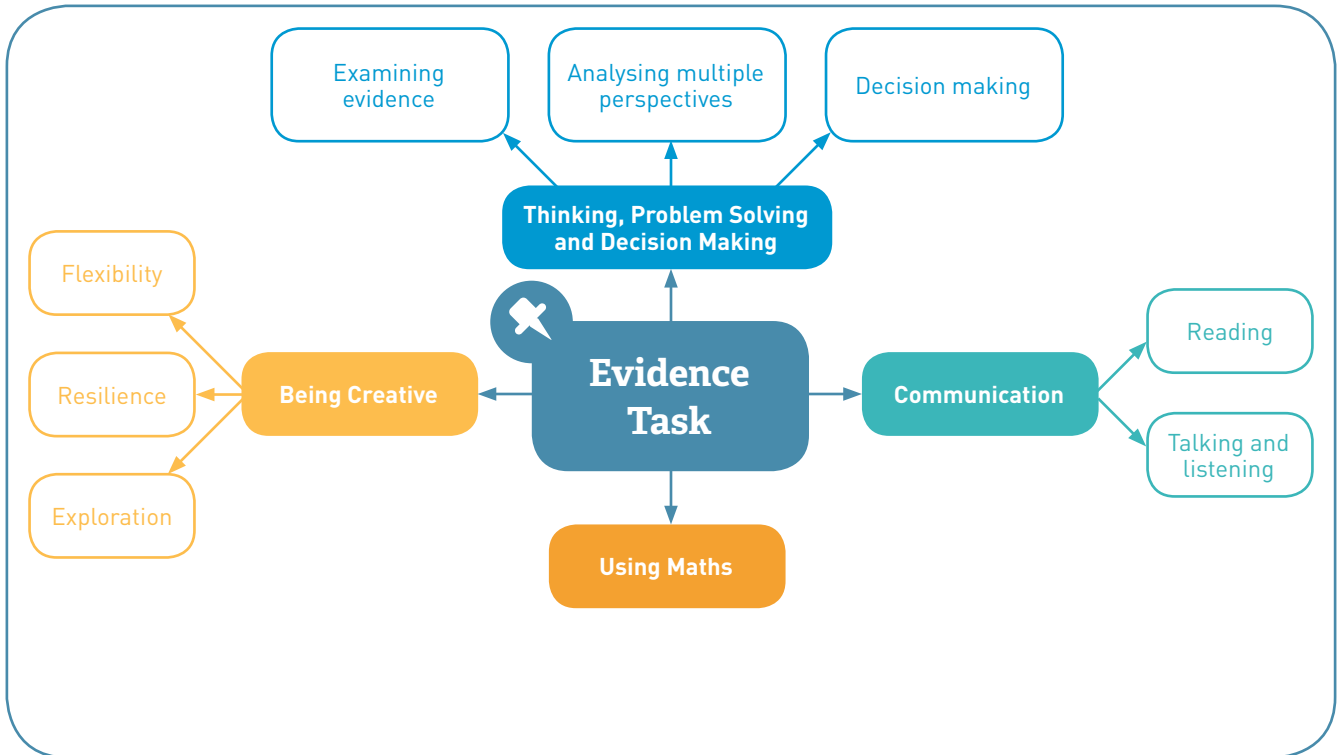 Examining
evidence
Analysing multiple
perspectives
Decision making
Thinking, Problem Solving
and Decision Making
Flexibility
Resilience
Exploration
Being Creative
Evidence
Task
Communication
Reading
Talking and
listening
Using Maths